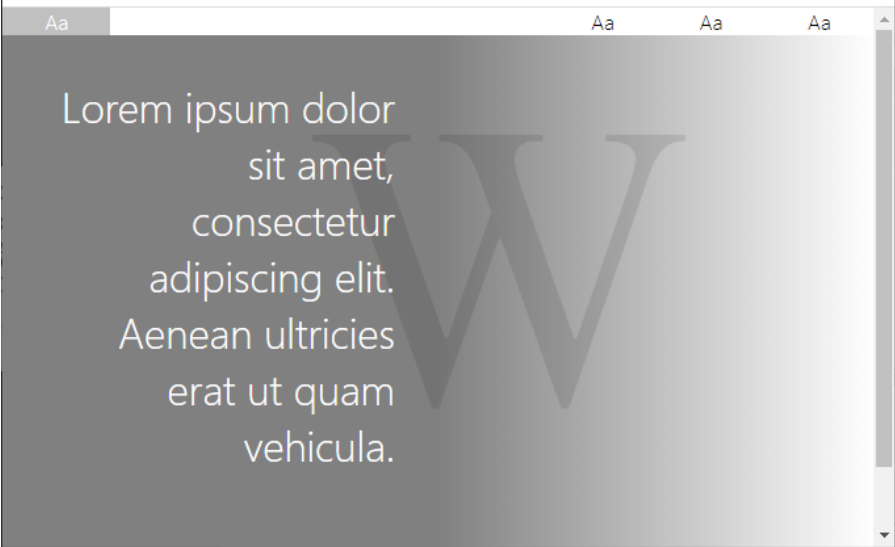 Aa Aa Aa Aa
Lorem ipsum dolor
sit amet,
consectetur
adipiscing elit.
Aenean ultricies
erat ut quam
vehicula.
W